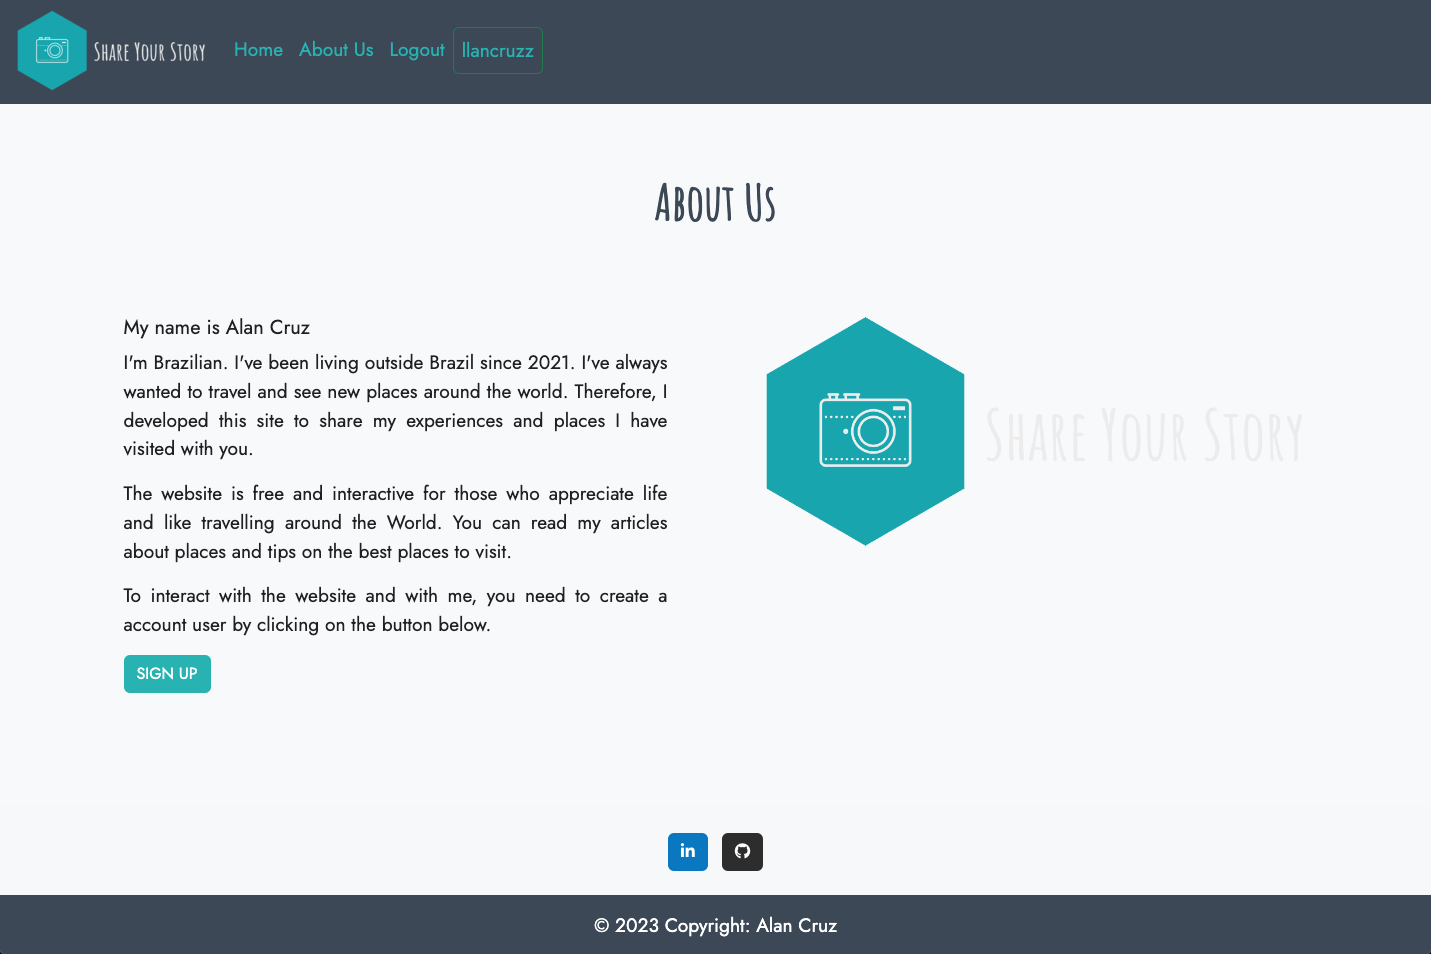 Share Your Story
Home
About Us
Logout
llancruzz
About Us
My name is Alan Cruz
I'm Brazilian. I've been living outside Brazil since 2021. I've always
wanted to travel and see new places around the world. Therefore, I
developed this site to share my experiences and places I have
visited with you.
The website is free and interactive for those who appreciate life
and like travelling around the World. You can read my articles
about places and tips on the best places to visit.
To interact with the website and with me, you need to create a
account user by clicking on the button below.
SIGN UP
Share Your Story
in
© 2023 Copyright: Alan Cruz